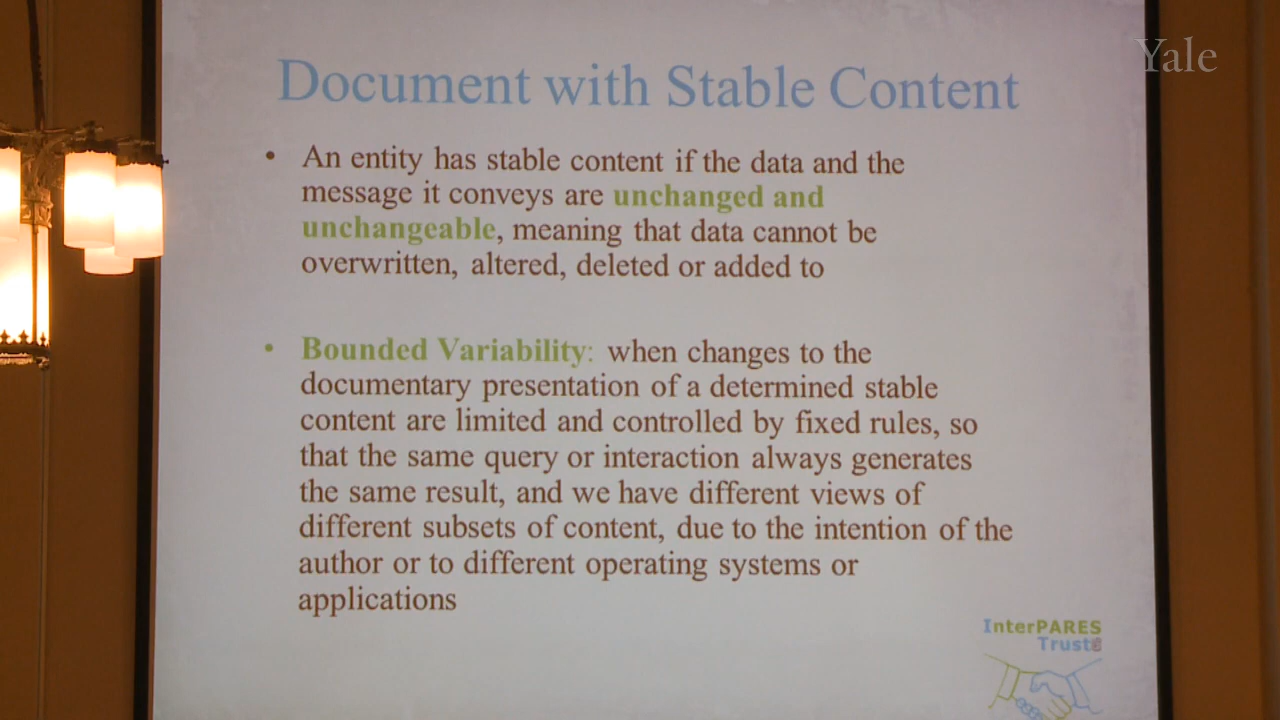 Yale
Document with Stable Content
• An entity has stable content if the data and the
message it conveys are unchanged and
unchangeable, meaning that data cannot be
overwritten, altered, deleted or added to
• Bounded Variability: when changes to the
documentary presentation of a determined stable
content are limited and controlled by fixed rules, so
that the same query or interaction always generates
the same result, and we have different views of
different subsets of content, due to the intention of the
author or to different operating systems or
applications
InterPARES
Trust